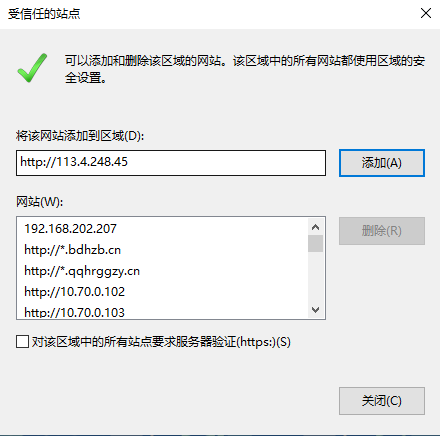 受信任的站点
可以添加和删除该区域的网站。该区域中的所有网站都使用区域的安
全设置。
将该网站添加到区域(D):
http://113.4.248.45
添加(A)
网站(W):
192.168.202.207
http://*.bdhzb.cn
http://*.qqhrggzy.cn
http://10.70.0.102
http://10.70.0.103
删除(R)
对该区域中的所有站点要求服务器验证(https:)(S)
关闭(C)